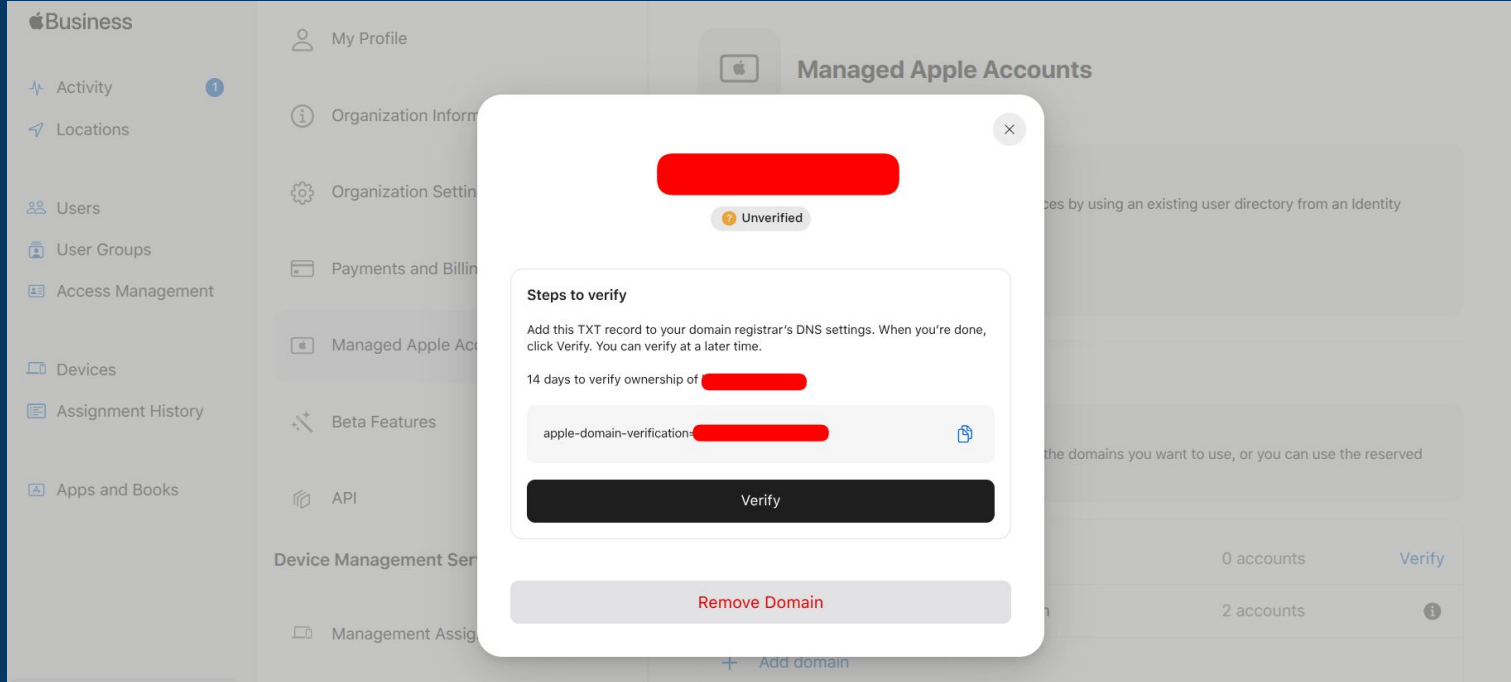 Business
Activity
1
Locations
Users
User Groups
Access Management
Devices
Assignment History
Apps and Books
My Profile
Organization Inform
Organization Settin
Payments and Billin
Managed Apple Acc
Beta Features
API
Device Management Ser
Management Assig
Managed Apple Accounts
ces by using an existing user directory from an Identity
the domains you want to use, or you can use the reserved
0 accounts
Verify
2 accounts
+ Add domain
? Unverified
Steps to verify
Add this TXT record to your domain registrar's DNS settings. When you're done,
click Verify. You can verify at a later time.
14 days to verify ownership of
apple-domain-verification=
Verify
Remove Domain